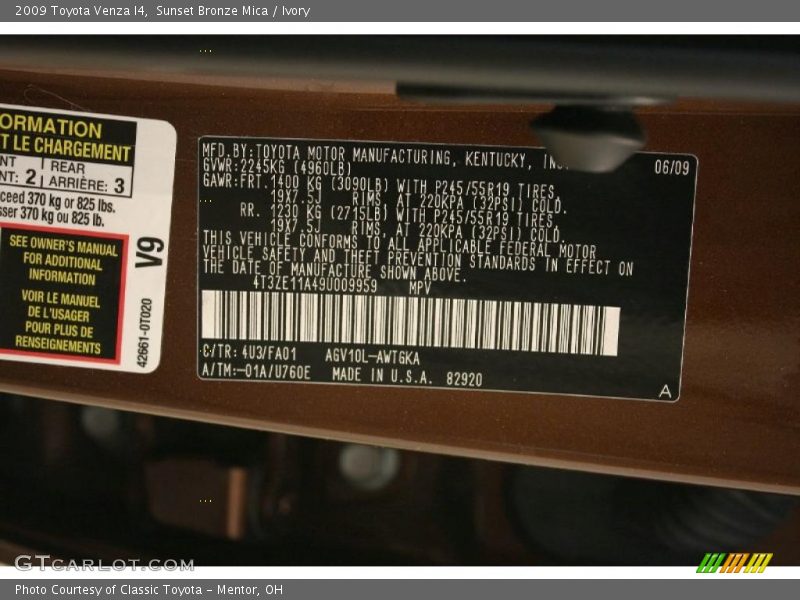 2009 Toyota Venza I4,  Sunset Bronze Mica / Ivory
ORMATION
T LE CHARGEMENT
NT
NT: 2
REAR
ARRIÈRE: 3
ceed 370 kg or 825 lbs.
sser 370 kg ou 825 lb.
SEE OWNER'S MANUAL
FOR ADDITIONAL
INFORMATION
VOIR LE MANUEL
DE L'USAGER
POUR PLUS DE
RENSEIGNEMENTS
V9
42661-0T020
MFD.BY:TOYOTA MOTOR MANUFACTURING, KENTUCKY, INC. 06/09
GVWR:2245KG (4960LB)
GAWR:FRT.1400 KG (3090LB) WITH P245/55R19 TIRES,
19X7.5J RIMS, AT 220KPA (32PSI) COLD.
RR. 1230 KG (2715LB) WITH P245/55R19 TIRES,
19X7.5J RIMS, AT 220KPA (32PSI) COLD.
THIS VEHICLE CONFORMS TO ALL APPLICABLE FEDERAL MOTOR
VEHICLE SAFETY AND THEFT PREVENTION STANDARDS IN EFFECT ON
THE DATE OF MANUFACTURE SHOWN ABOVE.
4T3ZE11A49U009959 MPV
C/TR: 4U3/FA01 AGV10L-AWTGKA
A/TM:-01A/U760E MADE IN U.S.A. 82920
A
GTcarlot.com
Photo Courtesy of Classic Toyota - Mentor, OH